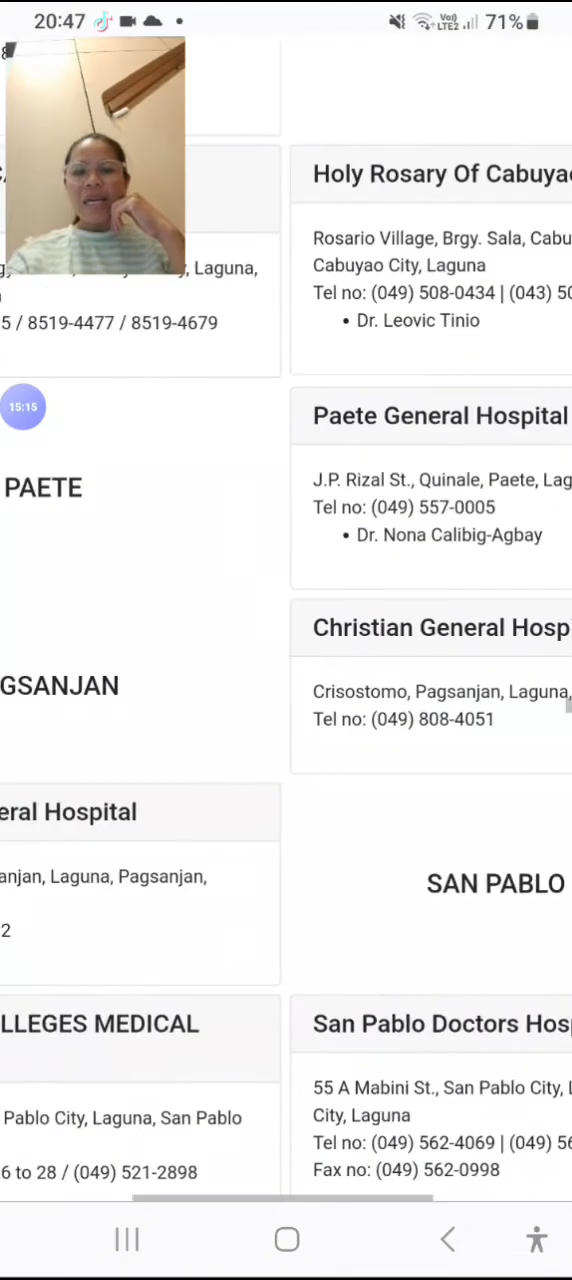 20:47
Vo))
LTE2
71%
Holy Rosary Of Cabuyao
Laguna,
Rosario Village, Brgy. Sala, Cabu
Cabuyao City, Laguna
Tel no: (049) 508-0434 | (043) 50
• Dr. Leovic Tinio
5 / 8519-4477 / 8519-4679
15:15
Paete General Hospital
J.P. Rizal St., Quinale, Paete, Lag
Tel no: (049) 557-0005
• Dr. Nona Calibig-Agbay
PAETE
Christian General Hosp
Crisostomo, Pagsanjan, Laguna,
Tel no: (049) 808-4051
GSANJAN
eral Hospital
anjan, Laguna, Pagsanjan,
2
SAN PABLO
LLEGES MEDICAL
Pablo City, Laguna, San Pablo
6 to 28 / (049) 521-2898
San Pablo Doctors Hos
55 A Mabini St., San Pablo City, L
City, Laguna
Tel no: (049) 562-4069 | (049) 56
Fax no: (049) 562-0998